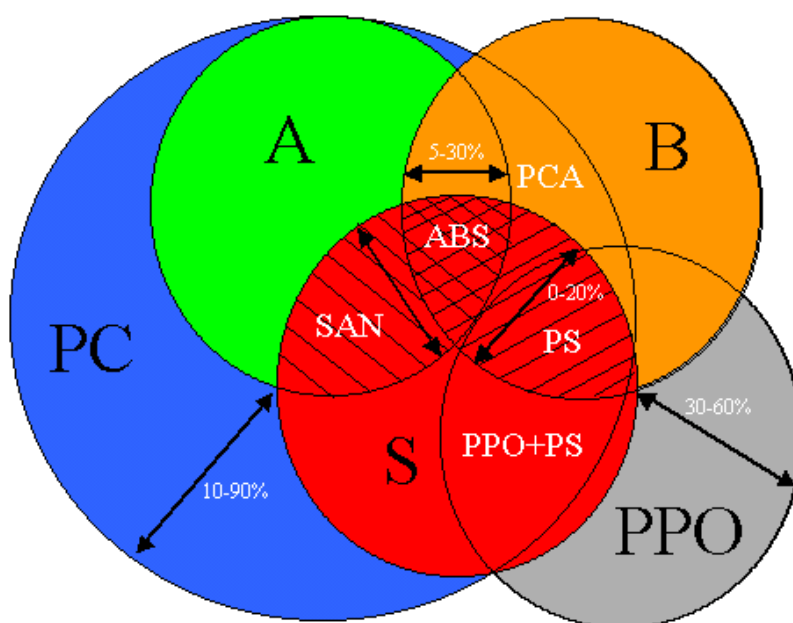 A
B
5-30%
PCA
ABS
0-20%
SAN
PS
PC
30-60%
S
PPO+PS
10-90%
PPO